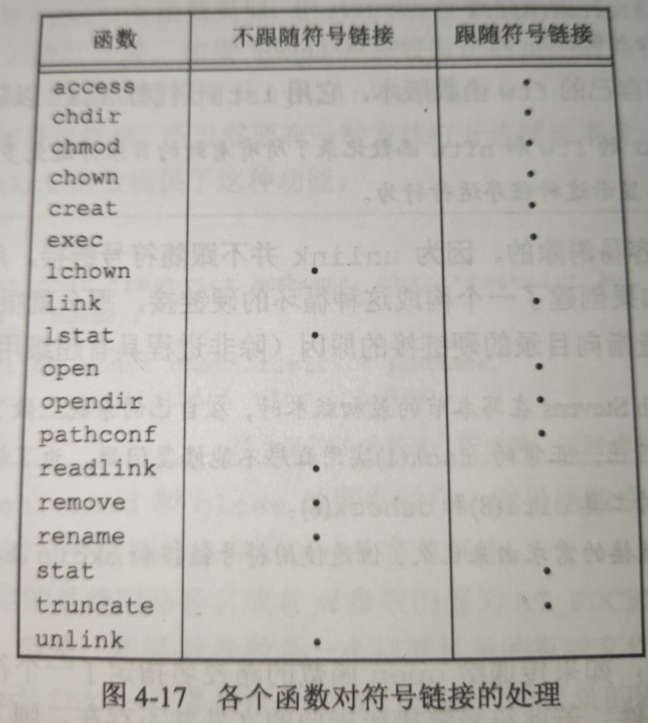 函数 不跟随符号链接 跟随符号链接
access •
chdir •
chmod •
chown •
creat •
exec •
lchown •
link •
lstat •
open •
opendir •
pathconf •
readlink •
remove
rename •
stat •
truncate •
unlink •
图 4-17 各个函数对符号链接的处理